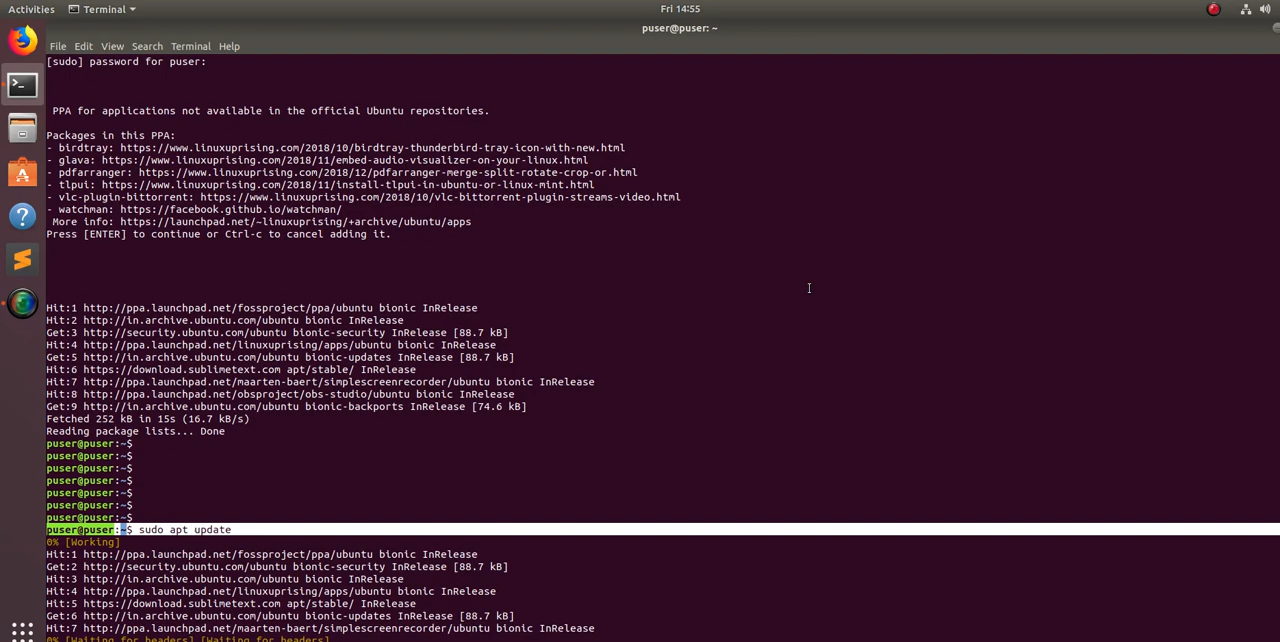 Activities Terminal Fri 14:55
puser@puser: ~
File Edit View Search Terminal Help
[sudo] password for puser:
PPA for applications not available in the official Ubuntu repositories.
Packages in this PPA:
- birdtray: https://www.linuxuprising.com/2018/10/birdtray-thunderbird-tray-icon-with-new.html
- glava: https://www.linuxuprising.com/2018/11/embed-audio-visualizer-on-your-linux.html
- pdfarranger: https://www.linuxuprising.com/2018/12/pdfarranger-merge-split-rotate-crop-or.html
- tlpui: https://www.linuxuprising.com/2018/11/install-tlpui-in-ubuntu-or-linux-mint.html
- vlc-plugin-bittorrent: https://www.linuxuprising.com/2018/10/vlc-bittorrent-plugin-streams-video.html
- watchman: https://facebook.github.io/watchman/
More info: https://launchpad.net/~linuxuprising/+archive/ubuntu/apps
Press [ENTER] to continue or Ctrl-c to cancel adding it.
Hit:1 http://ppa.launchpad.net/fossproject/ppa/ubuntu bionic InRelease
Hit:2 http://in.archive.ubuntu.com/ubuntu bionic InRelease
Get:3 http://security.ubuntu.com/ubuntu bionic-security InRelease [88.7 kB]
Hit:4 http://ppa.launchpad.net/linuxuprising/apps/ubuntu bionic InRelease
Get:5 http://in.archive.ubuntu.com/ubuntu bionic-updates InRelease [88.7 kB]
Hit:6 https://download.sublimetext.com apt/stable/ InRelease
Hit:7 http://ppa.launchpad.net/maarten-baert/simplescreenrecorder/ubuntu bionic InRelease
Hit:8 http://ppa.launchpad.net/obsproject/obs-studio/ubuntu bionic InRelease
Get:9 http://in.archive.ubuntu.com/ubuntu bionic-backports InRelease [74.6 kB]
Fetched 252 kB in 15s (16.7 kB/s)
Reading package lists... Done
puser@puser:~$
puser@puser:~$
puser@puser:~$
puser@puser:~$
puser@puser:~$
puser@puser:~$
puser@puser:~$
puser@puser:~$ sudo apt update
0% [Working]
Hit:1 http://ppa.launchpad.net/fossproject/ppa/ubuntu bionic InRelease
Get:2 http://security.ubuntu.com/ubuntu bionic-security InRelease [88.7 kB]
Hit:3 http://in.archive.ubuntu.com/ubuntu bionic InRelease
Hit:4 http://ppa.launchpad.net/linuxuprising/apps/ubuntu bionic InRelease
Hit:5 https://download.sublimetext.com apt/stable/ InRelease
Get:6 http://in.archive.ubuntu.com/ubuntu bionic-updates InRelease [88.7 kB]
Hit:7 http://ppa.launchpad.net/maarten-baert/simplescreenrecorder/ubuntu bionic InRelease
0% [Waiting for headers] [Waiting for headers]